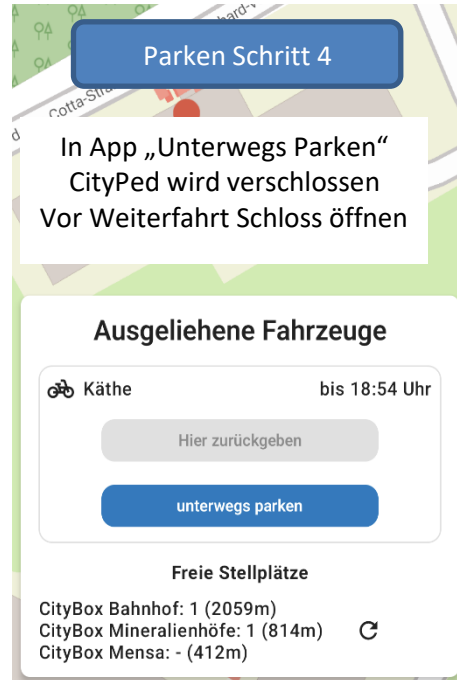 Parken Schritt 4
Cotta-Str
In App „Unterwegs Parken“
CityPed wird verschlossen
Vor Weiterfahrt Schloss öffnen
Ausgeliehene Fahrzeuge
Käthe bis 18:54 Uhr
Hier zurückgeben
unterwegs parken
Freie Stellplätze
CityBox Bahnhof: 1 (2059m)
CityBox Mineralienhöfe: 1 (814m)
CityBox Mensa: - (412m)